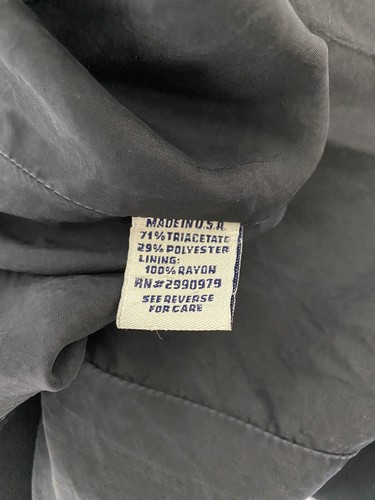 MADE IN U.S.A
71% TRIACETATE
29% POLYESTER
LINING:
100% RAYON
RN#2990979
SEE REVERSE
FOR CARE